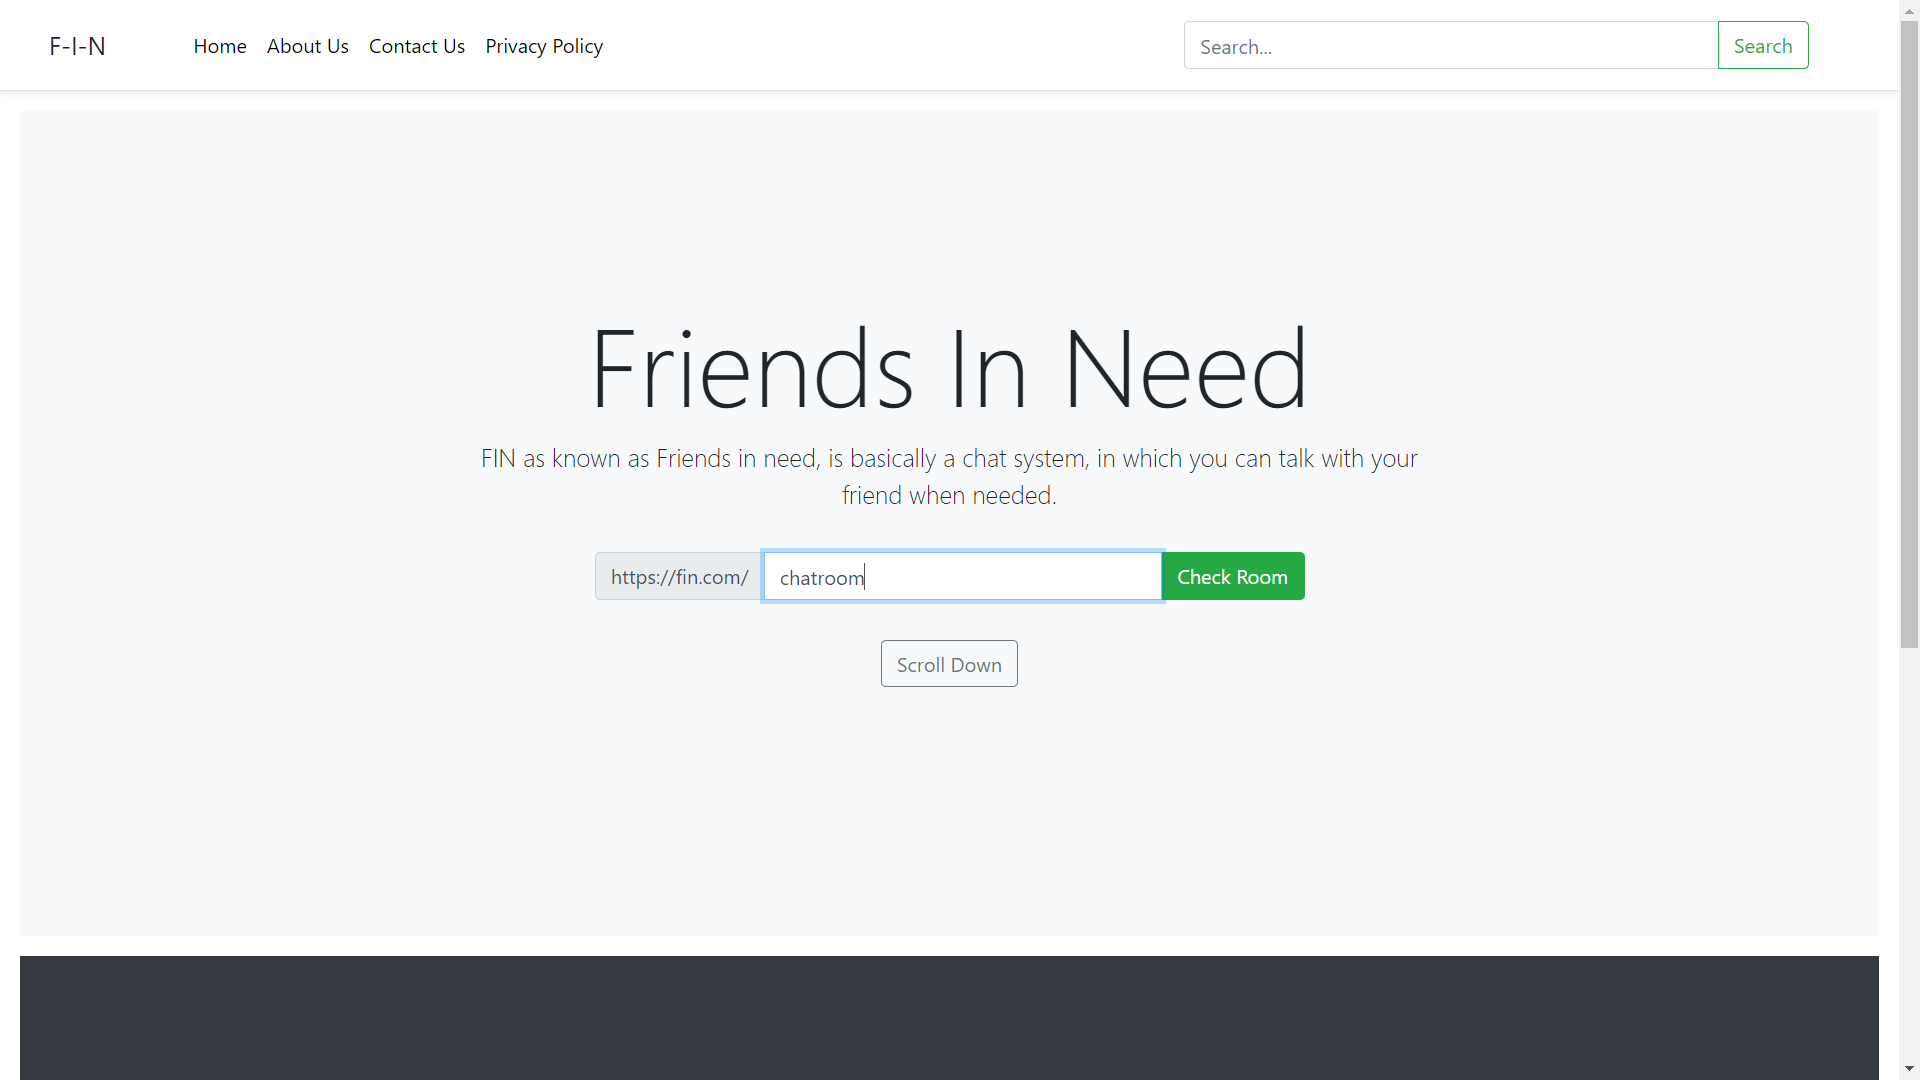 F-I-N
Home About Us Contact Us Privacy Policy
Search...
Search
Friends In Need
FIN as known as Friends in need, is basically a chat system, in which you can talk with your
friend when needed.
https://fin.com/ chatroom Check Room
Scroll Down